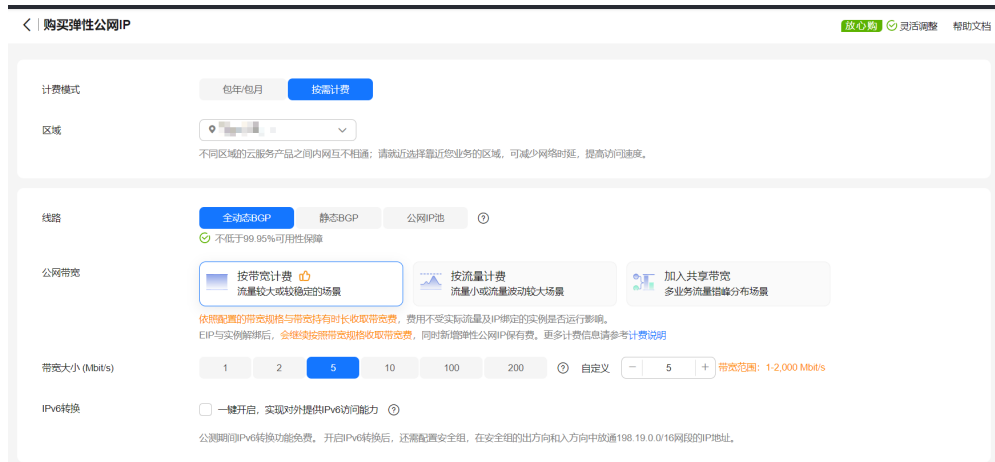 购买弹性公网IP
放心购 灵活调整 帮助文档
计费模式 包年/包月 按需计费
区域
不同区域的云服务产品之间内网互不相通；请就近选择靠近您业务的区域，可减少网络时延，提高访问速度。
线路 全动态BGP 静态BGP 公网IP池
不低于99.95%可用性保障
公网带宽 按带宽计费 按流量计费 加入共享带宽
流量较大或较稳定的场景 流量小或流量波动较大场景 多业务流量错峰分布场景
依照配置的带宽规格与带宽持有时长收取带宽费，费用不受实际流量及IP绑定的实例是否运行影响。
EIP与实例解绑后，会继续按照带宽规格收取带宽费，同时新增弹性公网IP保有费。更多计费信息请参考计费说明
带宽大小 (Mbit/s) 1 2 5 10 100 200 自定义 − 5 + 带宽范围：1-2,000 Mbit/s
IPv6转换 一键开启，实现对外提供IPv6访问能力
公测期间IPv6转换功能免费。 开启IPv6转换后，还需配置安全组，在安全组的出方向和入方向中放通198.19.0.0/16网段的IP地址。